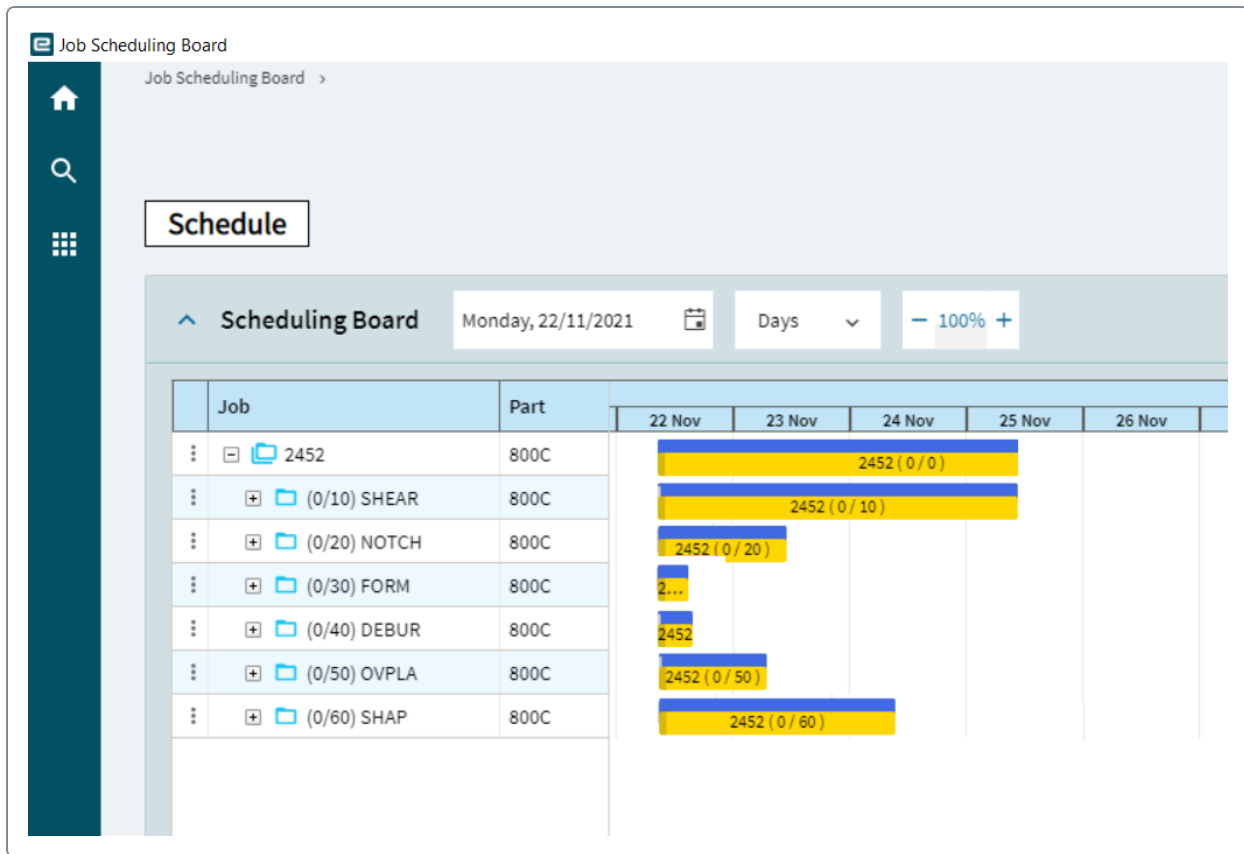 Job Scheduling Board
Job Scheduling Board >
Schedule
Scheduling Board Monday, 22/11/2021 Days − 100% +
Job Part
22 Nov 23 Nov 24 Nov 25 Nov 26 Nov
2452 800C 2452 ( 0 / 0 )
(0/10) SHEAR 800C 2452 ( 0 / 10 )
(0/20) NOTCH 800C 2452 ( 0 / 20 )
(0/30) FORM 800C 2...
(0/40) DEBUR 800C 2452
(0/50) OVPLA 800C 2452 ( 0 / 50 )
(0/60) SHAP 800C 2452 ( 0 / 60 )